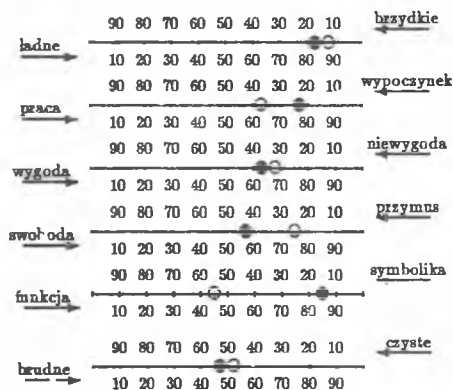 90 80 70 60 50 40 30 20 10 brzydkie
ładne 10 20 30 40 50 60 70 80 90
90 80 70 60 50 40 30 20 10 wypoczynek
praca 10 20 30 40 50 60 70 80 90
90 80 70 60 50 40 30 20 10 niewygoda
wygoda 10 20 30 40 50 60 70 80 90
90 80 70 60 50 40 30 20 10 przymus
swoboda 10 20 30 40 50 60 70 80 90
90 80 70 60 50 40 30 20 10 symbolika
funkcja 10 20 30 40 50 60 70 80 90
90 80 70 60 50 40 30 20 10 czyste
brudne 10 20 30 40 50 60 70 80 90